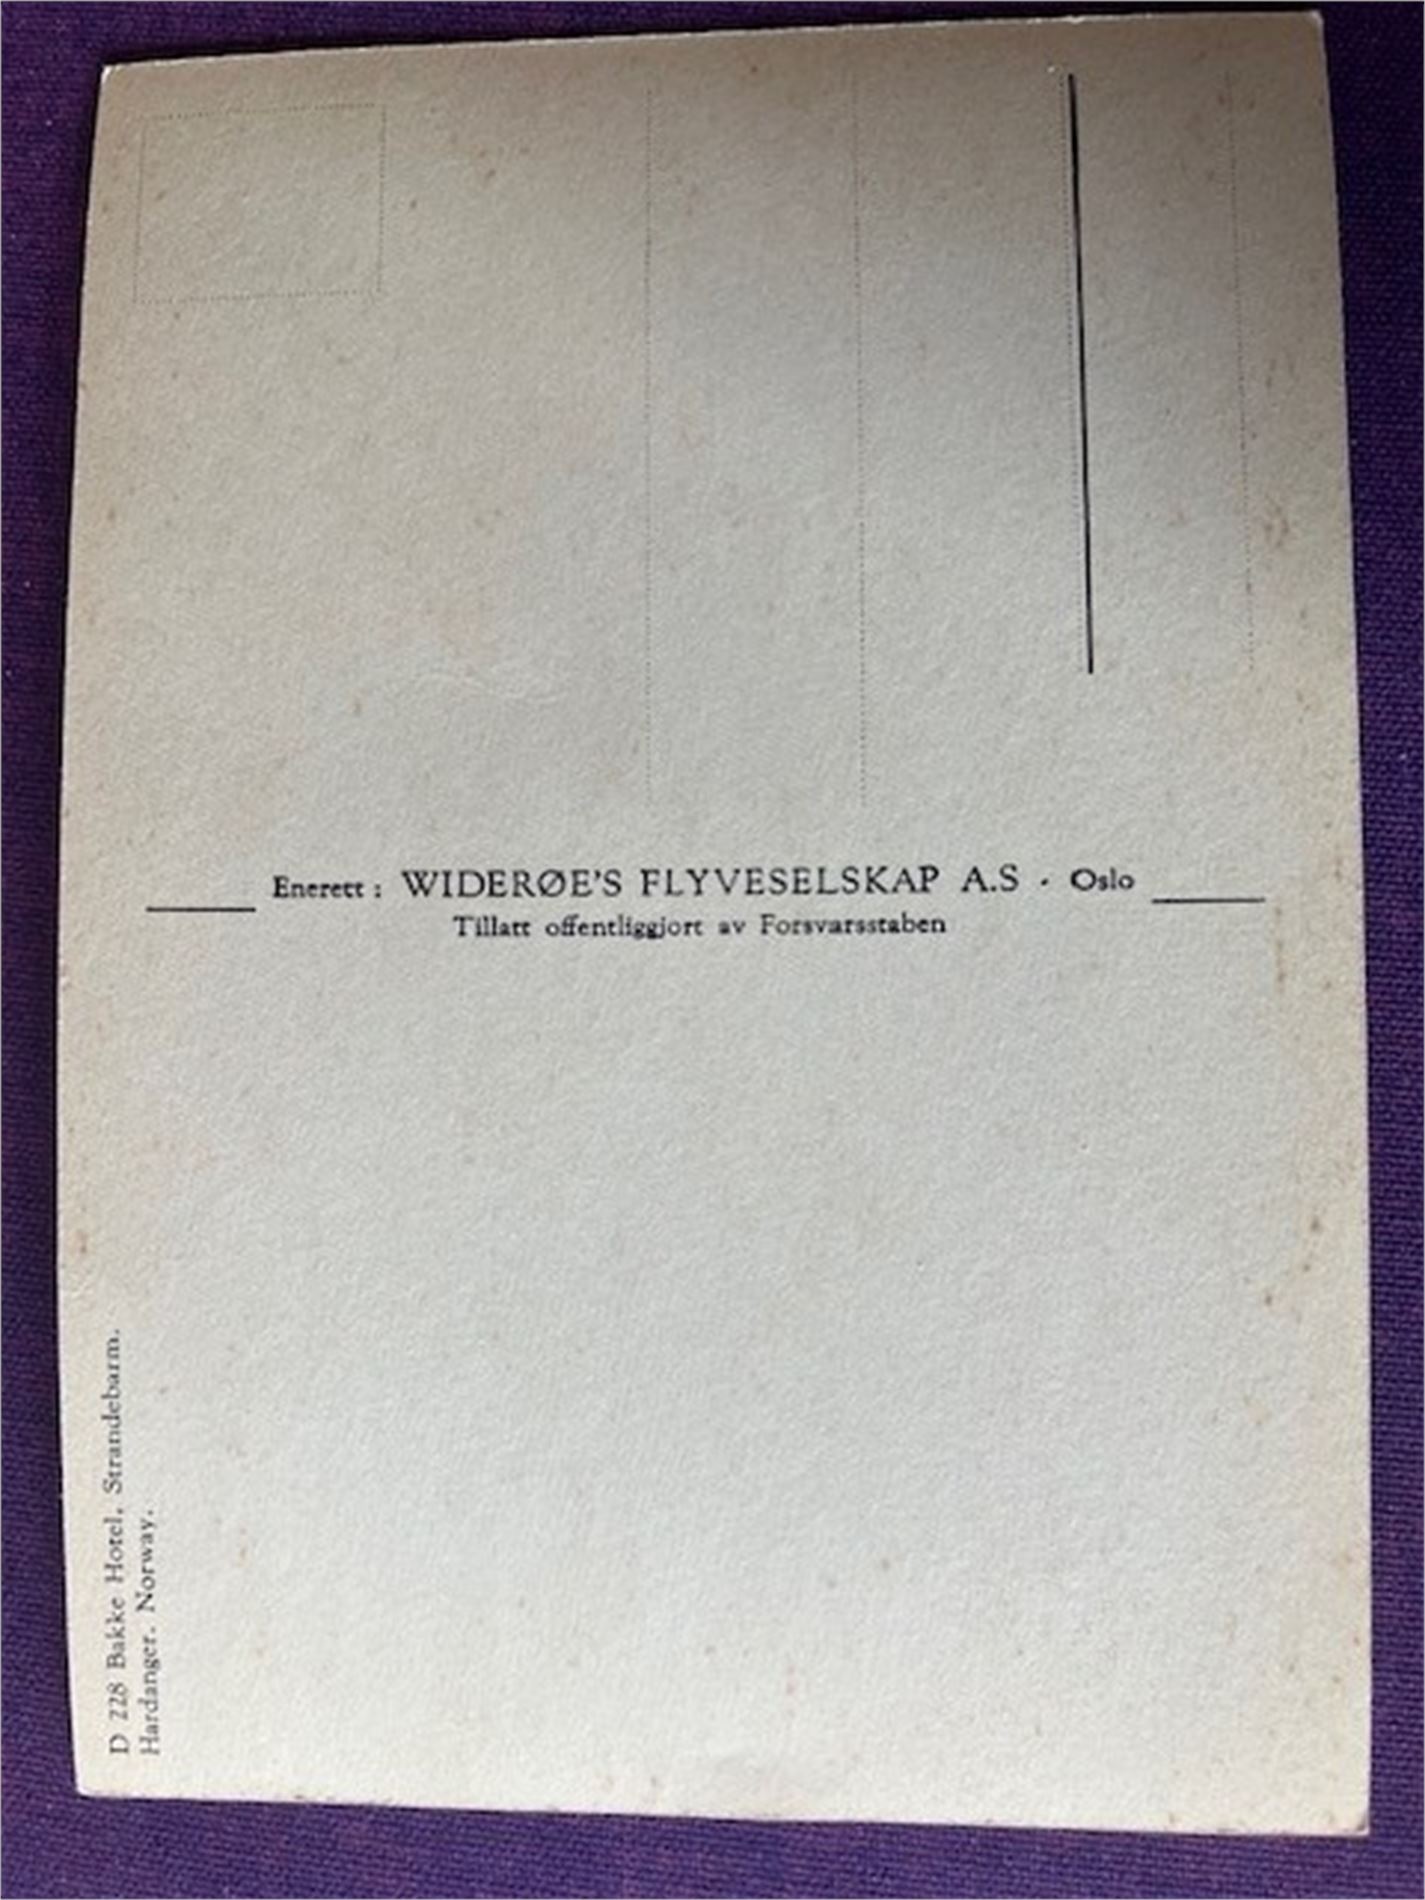 Enerett : WIDERØE'S FLYVESELSKAP A.S · Oslo
Tillatt offentliggjort av Forsvarsstaben
D 228 Bakke Hotel, Strandebarm.
Hardanger. Norway.